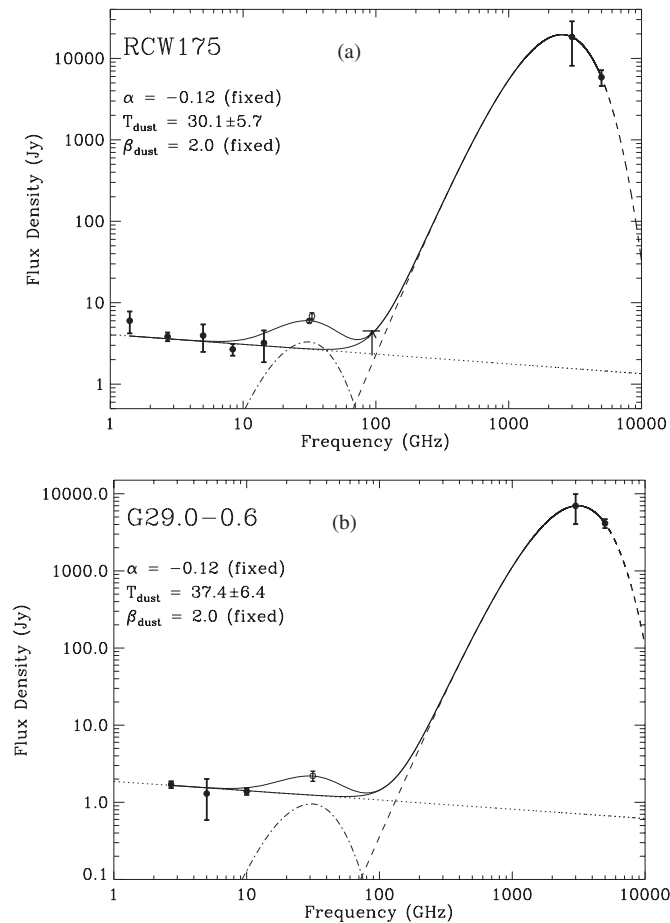 RCW175
(a)
α = −0.12 (fixed)
T_dust = 30.1±5.7
β_dust = 2.0 (fixed)
Flux Density (Jy)
10000
1000
100
10
1
1 10 100 1000 10000
Frequency (GHz)
G29.0−0.6
(b)
α = −0.12 (fixed)
T_dust = 37.4±6.4
β_dust = 2.0 (fixed)
Flux Density (Jy)
10000.0
1000.0
100.0
10.0
1.0
0.1
1 10 100 1000 10000
Frequency (GHz)